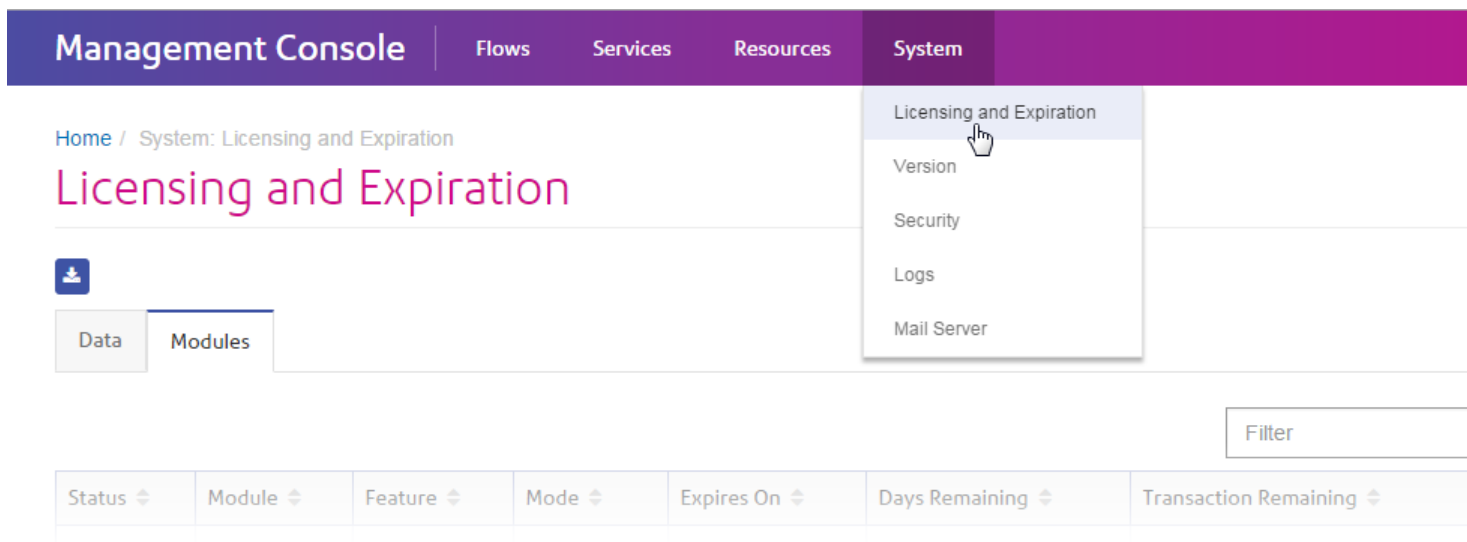 Management Console Flows Services Resources System
Licensing and Expiration
Home / System: Licensing and Expiration
Version
Licensing and Expiration
Security
Logs
Mail Server
Data Modules
Filter
Status Module Feature Mode Expires On Days Remaining Transaction Remaining